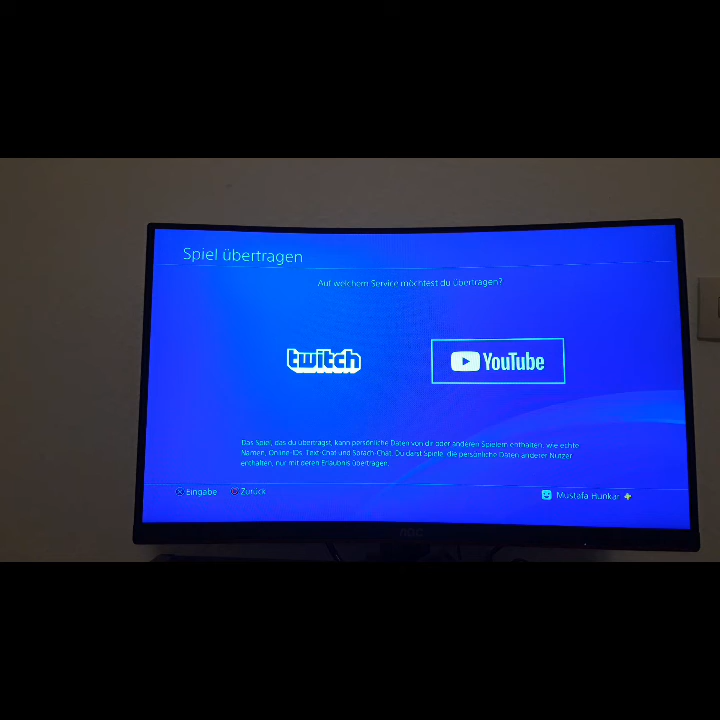 Spiel übertragen
Auf welchem Service möchtest du übertragen?
twitch
YouTube
Das Spiel, das du überträgst, kann persönliche Daten von dir oder anderen Spielern enthalten, wie echte
Namen, Online-IDs, Text-Chat und Sprach-Chat. Du darfst Spiele, die persönliche Daten anderer Nutzer
enthalten, nur mit deren Erlaubnis übertragen.
Eingabe
Zurück
Mustafa Hünkar
AOC